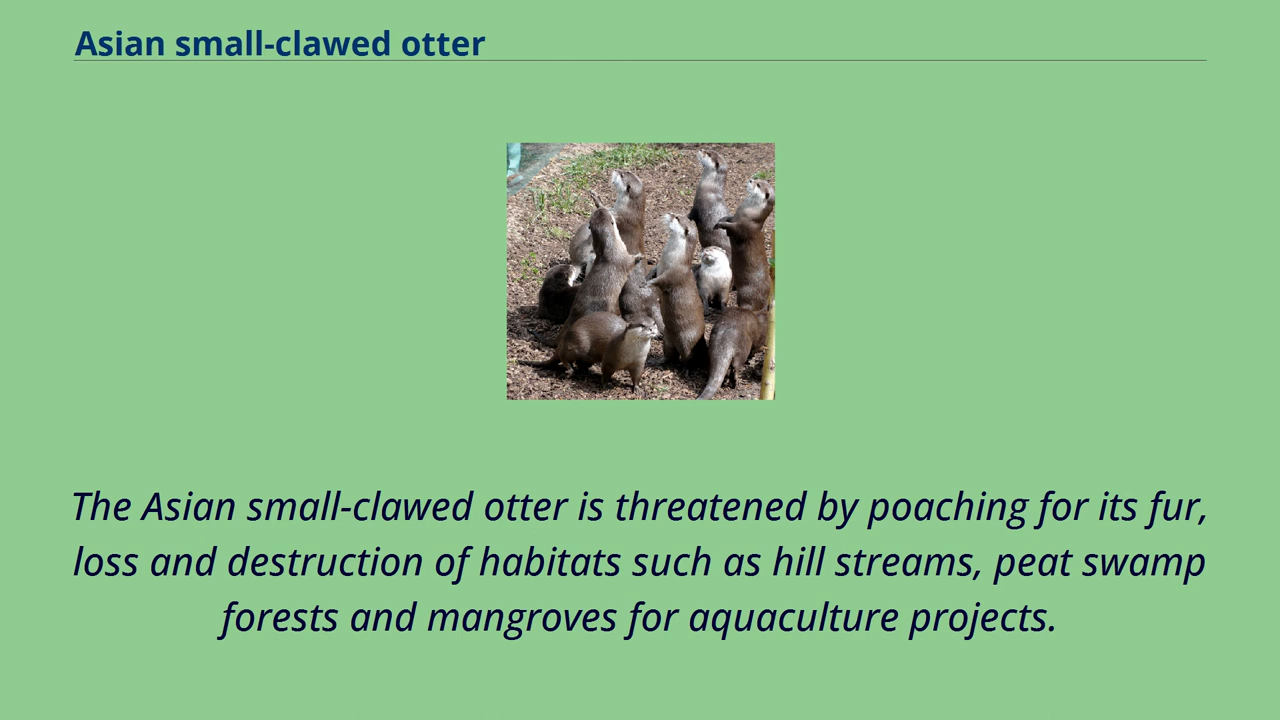 Asian small-clawed otter
The Asian small-clawed otter is threatened by poaching for its fur,
loss and destruction of habitats such as hill streams, peat swamp
forests and mangroves for aquaculture projects.